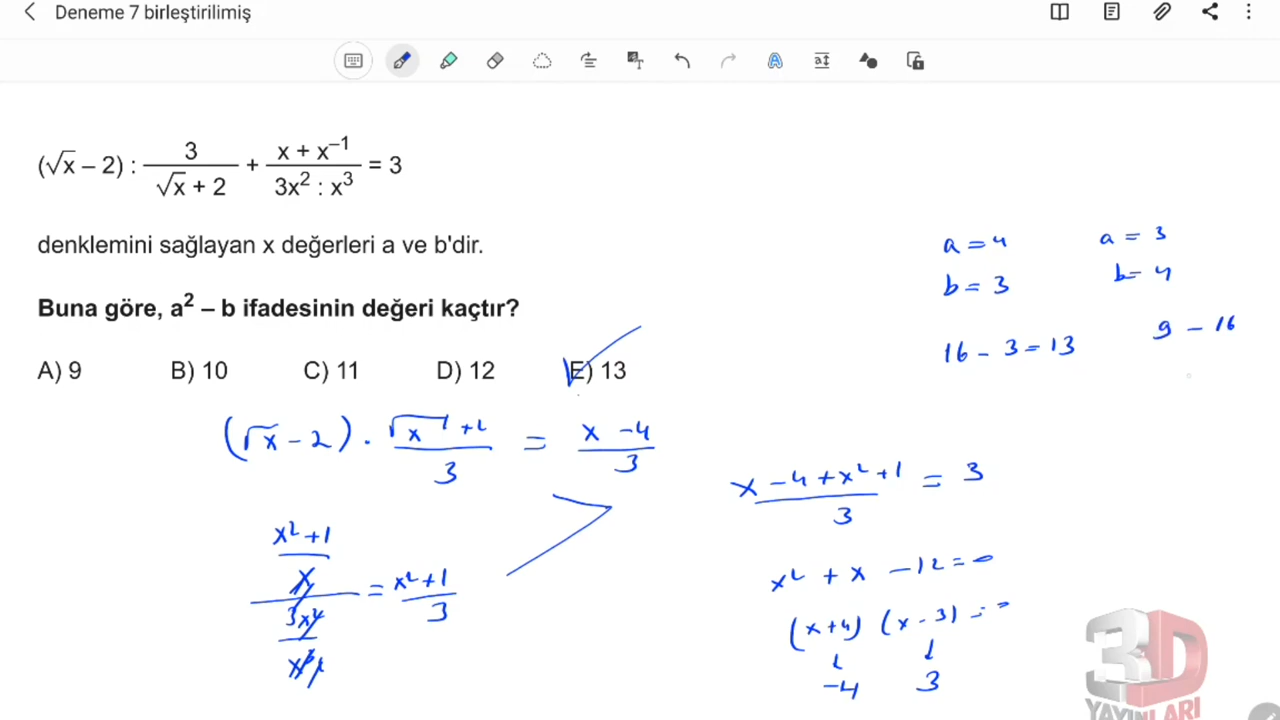 Deneme 7 birleştirilmiş
(√x – 2) : 3/(√x + 2) + (x + x⁻¹)/(3x² : x³) = 3
denklemini sağlayan x değerleri a ve b'dir.
Buna göre, a² – b ifadesinin değeri kaçtır?
A) 9 B) 10 C) 11 D) 12 E) 13
a = 4 a = 3
b = 3 b = 4
16 - 3 = 13 9 - 16
(√x - 2) . (√x + 2)/3 = (x - 4)/3
((x² + 1)/x)/(3x²/x³) = (x² + 1)/3
(x - 4 + x² + 1)/3 = 3
x² + x - 12 = 0
(x + 4) (x - 3) =
-4 3
3D
YAYINLARI